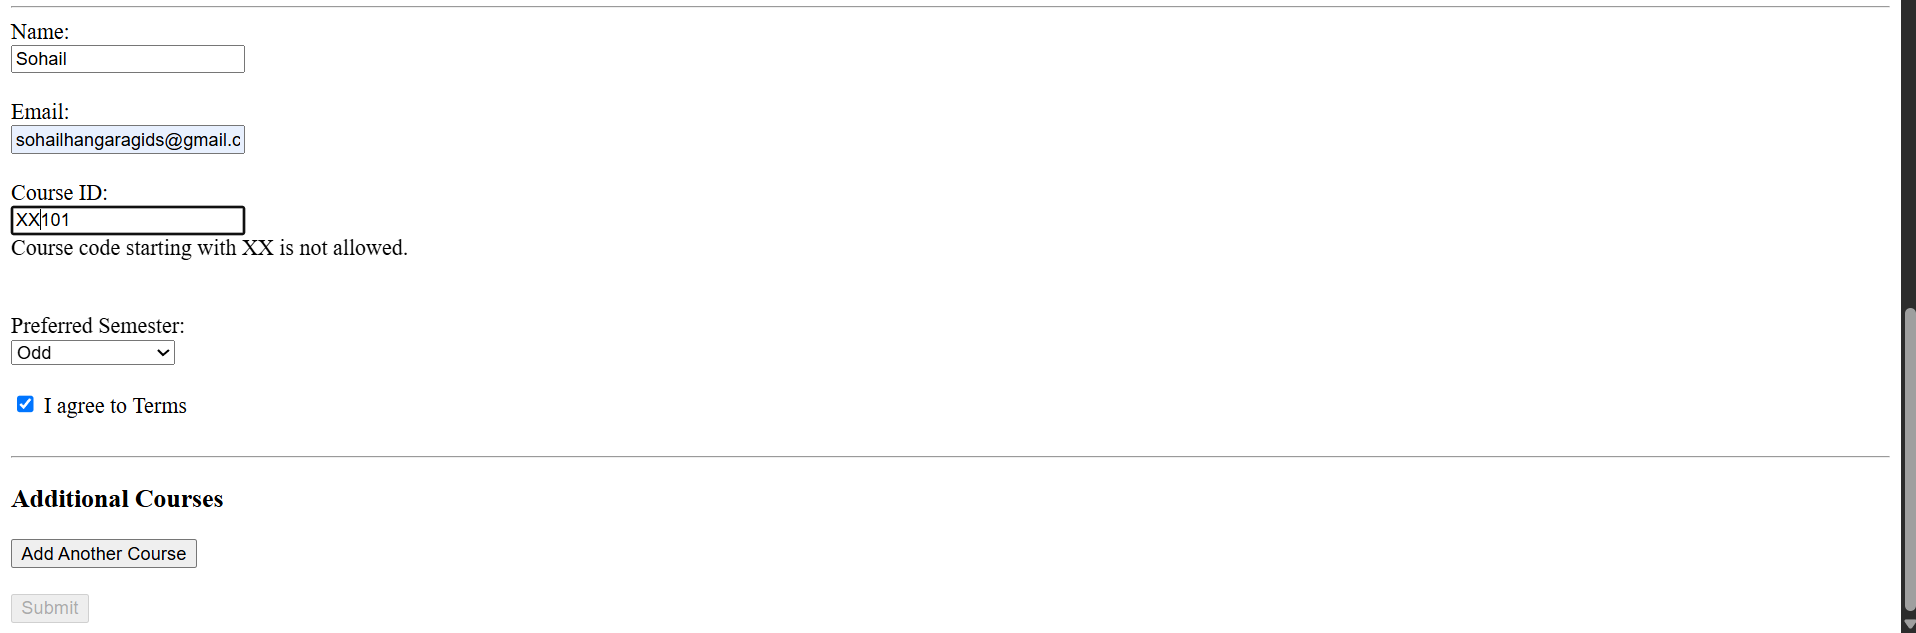 Name:
Sohail
Email:
sohailhangaragids@gmail.c
Course ID:
XX101
Course code starting with XX is not allowed.
Preferred Semester:
Odd
I agree to Terms
Additional Courses
Add Another Course
Submit